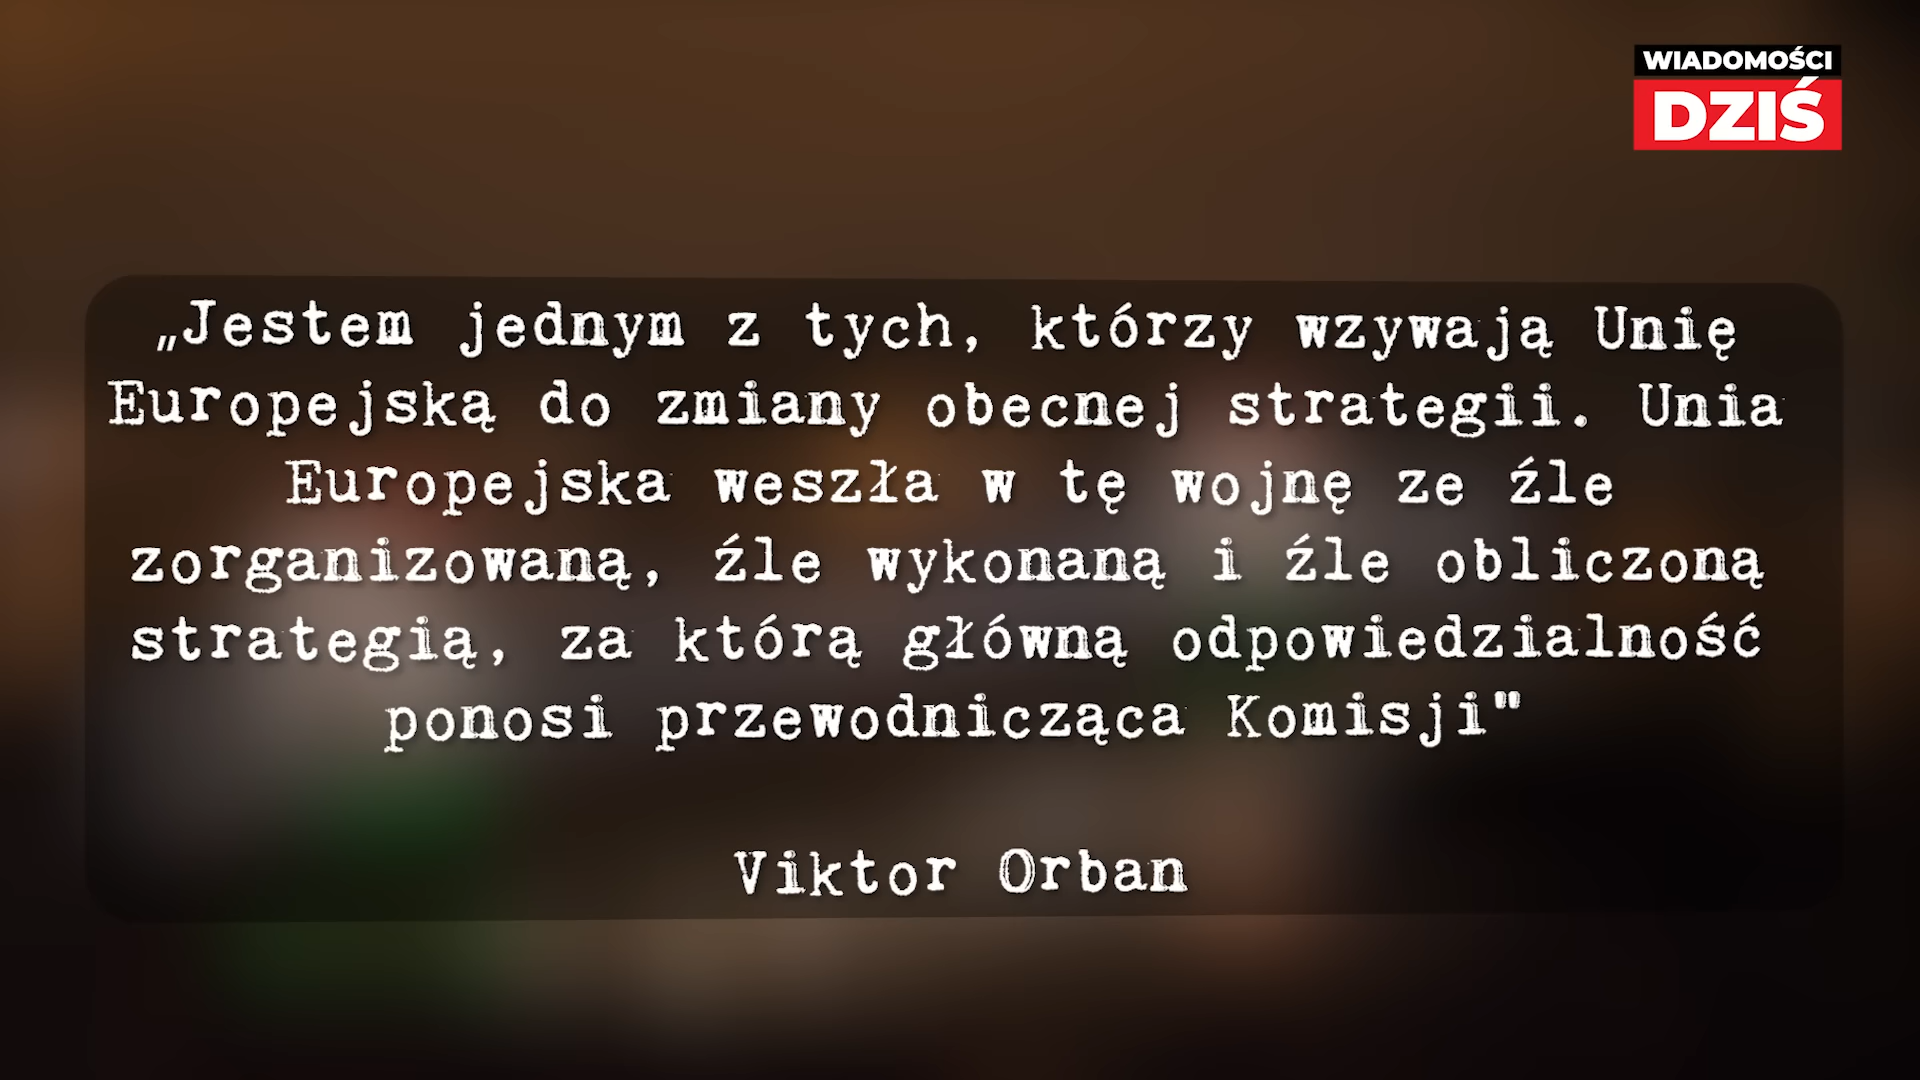 WIADOMOŚCI
DZIŚ
„Jestem jednym z tych, którzy wzywają Unię
Europejską do zmiany obecnej strategii. Unia
Europejska weszła w tę wojnę ze źle
zorganizowaną, źle wykonaną i źle obliczoną
strategią, za którą główną odpowiedzialność
ponosi przewodnicząca Komisji"
Viktor Orban